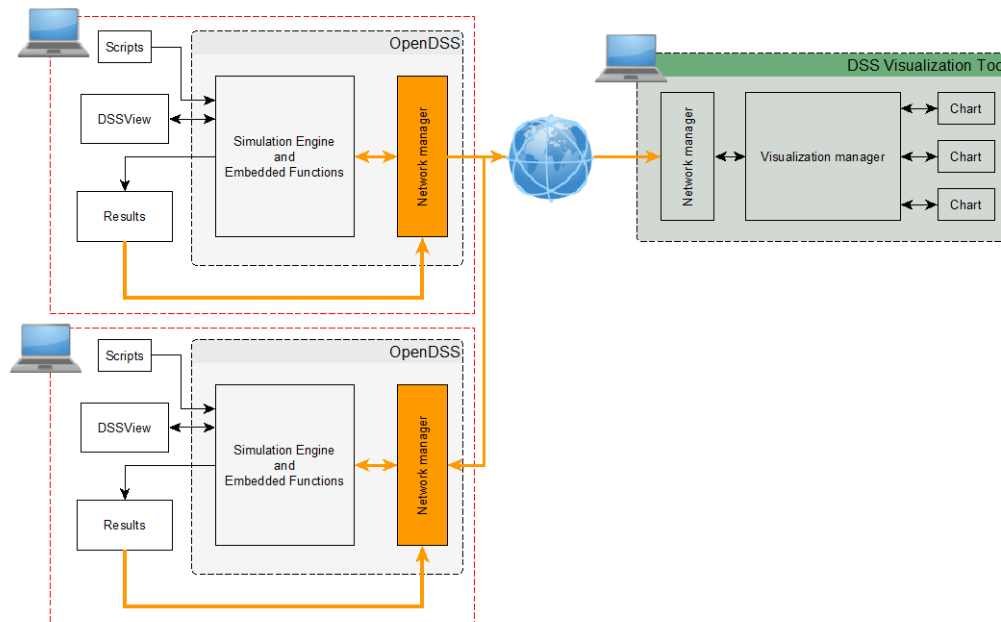 OpenDSS
Scripts
DSSView
Simulation Engine
and
Embedded Functions
Network manager
Results
DSS Visualization Too
Network manager
Visualization manager
Chart
Chart
Chart
OpenDSS
Scripts
DSSView
Simulation Engine
and
Embedded Functions
Network manager
Results